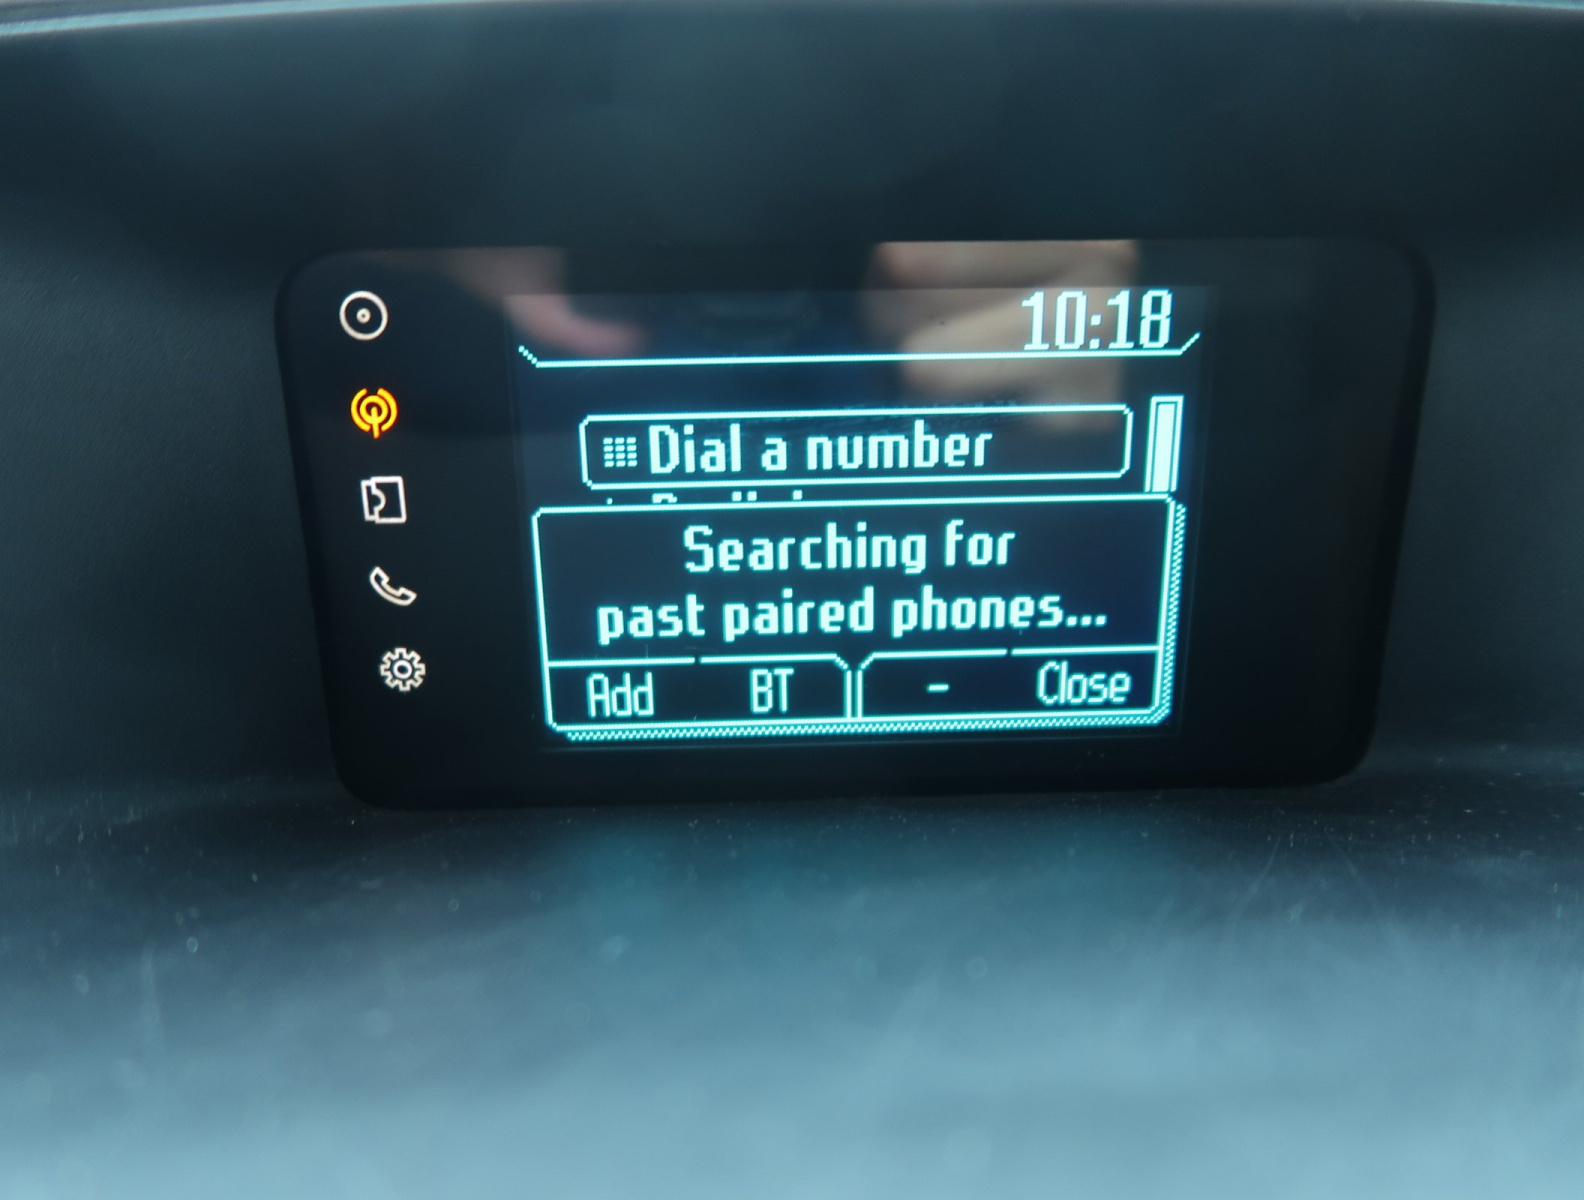 10:18
Dial a number
Searching for
past paired phones...
Add BT - Close